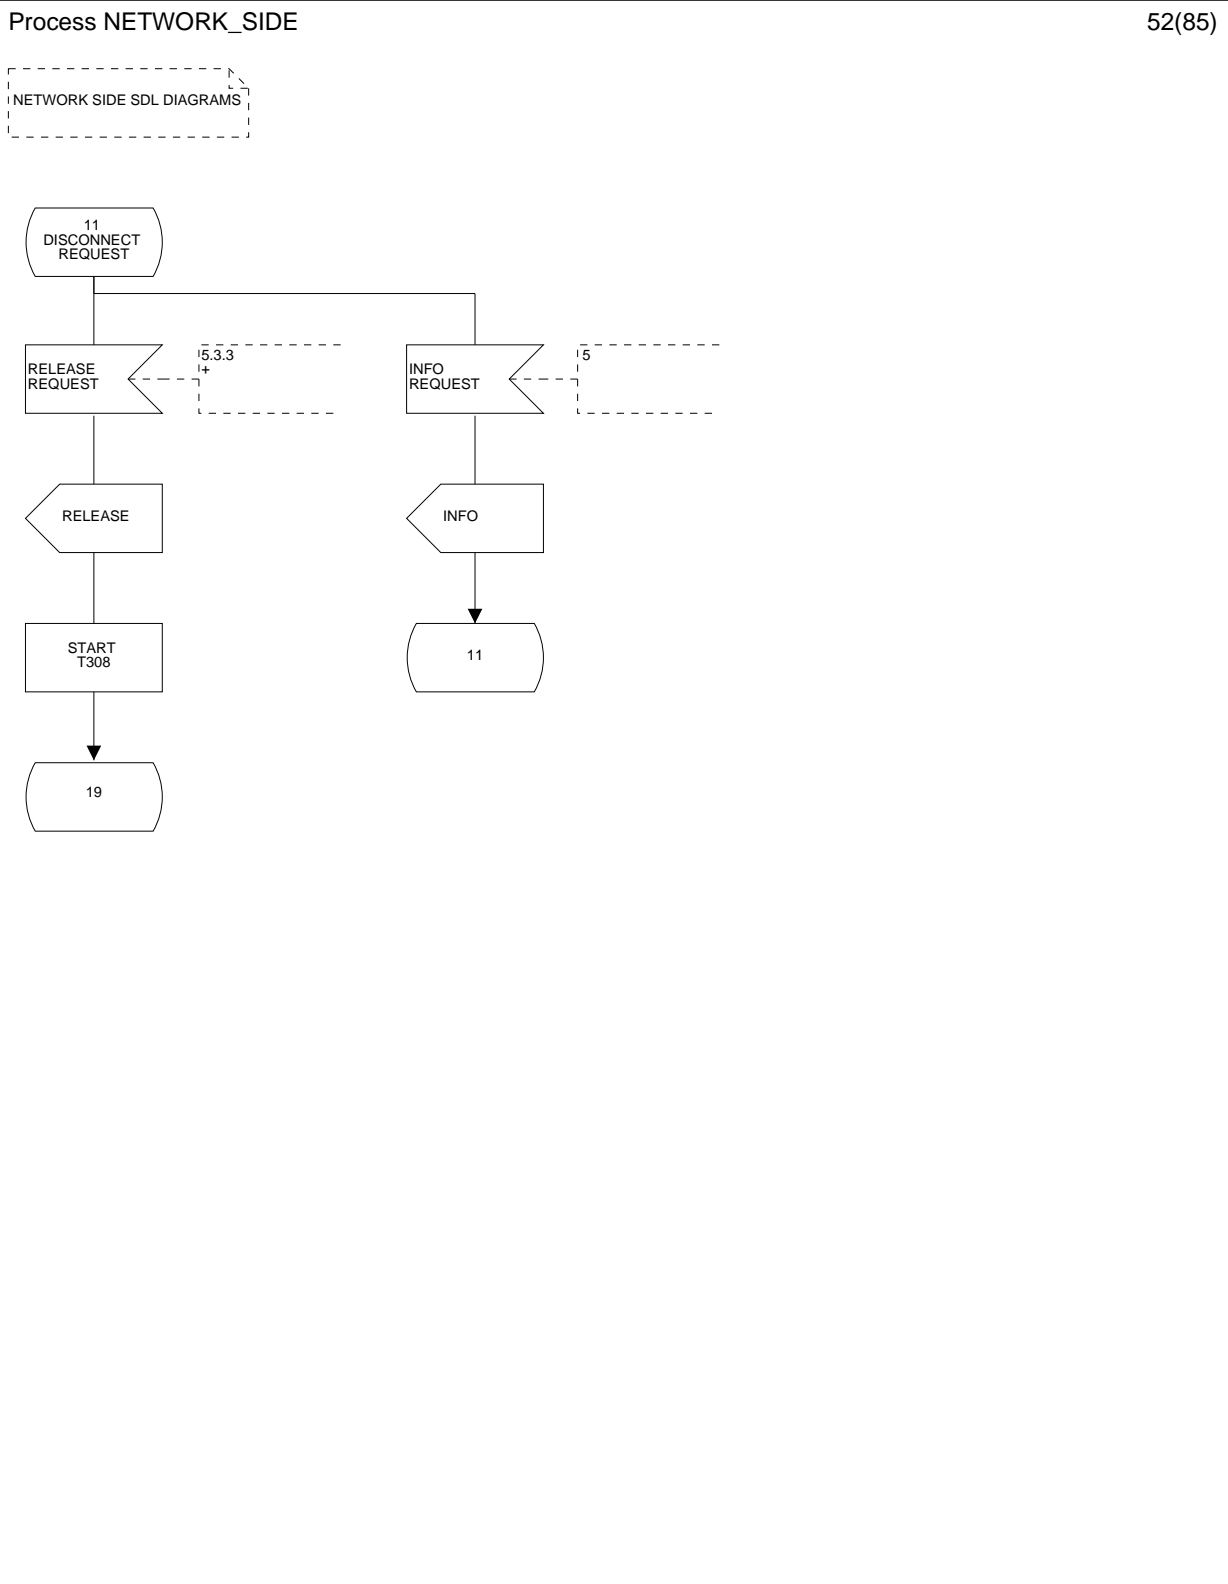 Process NETWORK_SIDE
52(85)
NETWORK SIDE SDL DIAGRAMS
11
DISCONNECT
REQUEST
RELEASE
REQUEST
5.3.3
+
INFO
REQUEST
5
RELEASE
INFO
START
T308
11
19